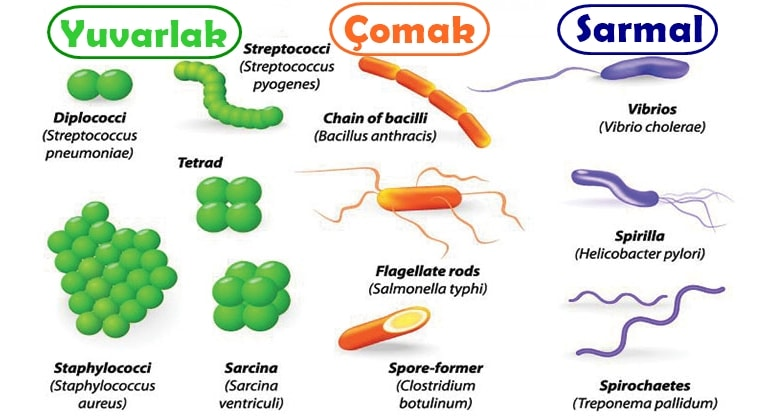 Yuvarlak
Diplococci
(Streptococcus
pneumoniae)
Streptococci
(Streptococcus
pyogenes)
Tetrad
Staphylococci
(Staphylococcus
aureus)
Sarcina
(Sarcina
ventriculi)
Çomak
Chain of bacilli
(Bacillus anthracis)
Flagellate rods
(Salmonella typhi)
Spore-former
(Clostridium
botulinum)
Sarmal
Vibrios
(Vibrio cholerae)
Spirilla
(Helicobacter pylori)
Spirochaetes
(Treponema pallidum)